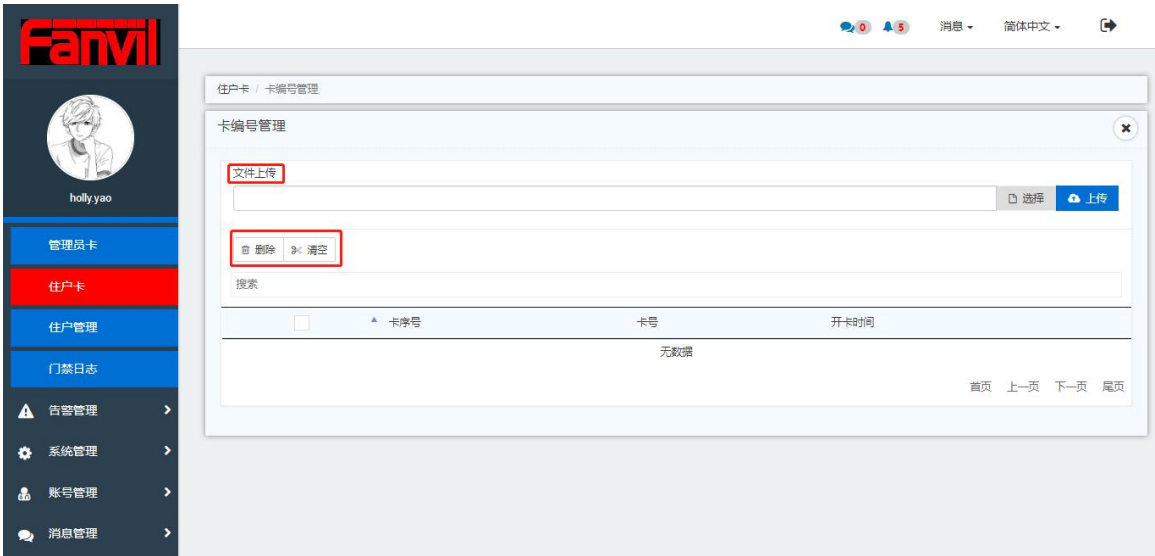 Fanvil
0 5 消息 简体中文
住户卡 / 卡编号管理
卡编号管理
文件上传
选择 上传
holly.yao
删除 清空
搜索
卡序号 卡号 开卡时间
无数据
首页 上一页 下一页 尾页
管理员卡
住户卡
住户管理
门禁日志
告警管理
系统管理
账号管理
消息管理